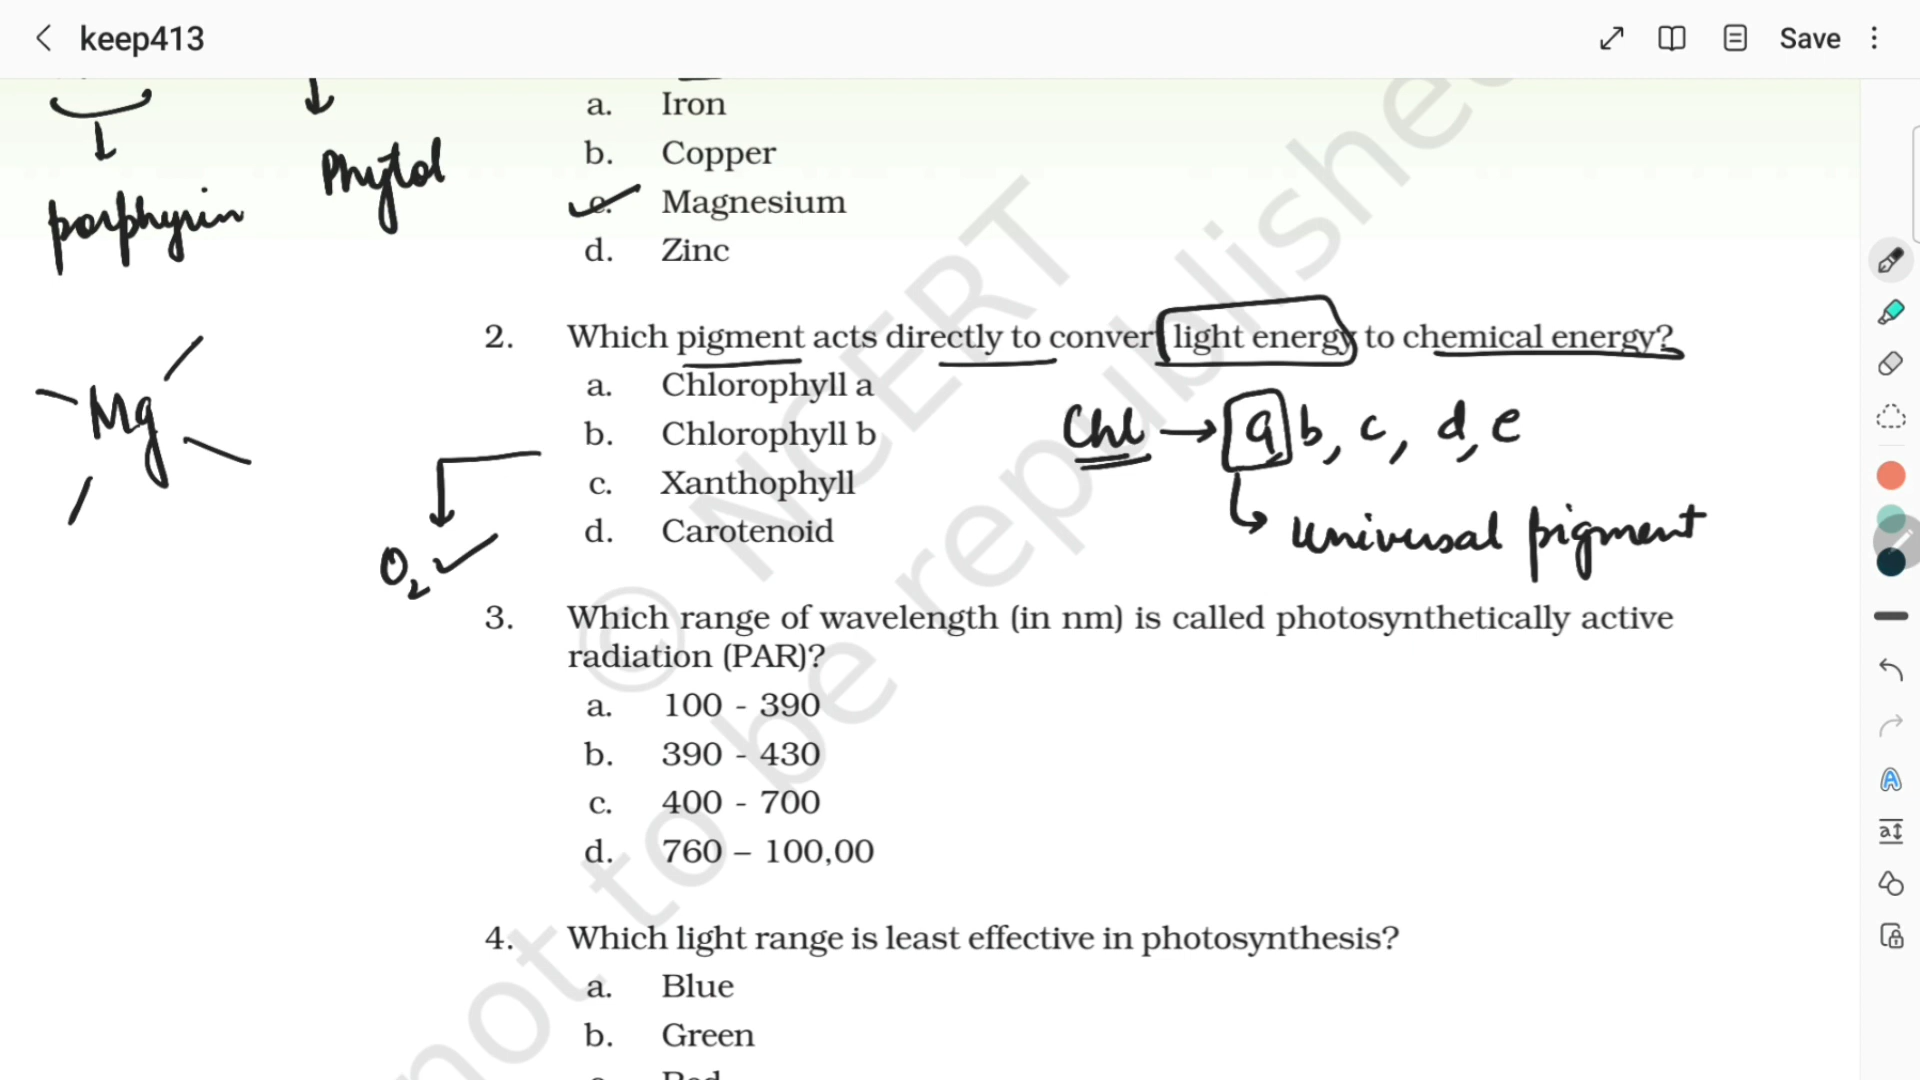 keep413
Save
a. Iron
b. Copper
c. Magnesium
d. Zinc
porphyrin
Phytol
Mg
2. Which pigment acts directly to convert light energy to chemical energy?
a. Chlorophyll a
b. Chlorophyll b
c. Xanthophyll
d. Carotenoid
Chl → a b, c, d, e
universal pigment
O2
3. Which range of wavelength (in nm) is called photosynthetically active
radiation (PAR)?
a. 100 - 390
b. 390 - 430
c. 400 - 700
d. 760 – 100,00
4. Which light range is least effective in photosynthesis?
a. Blue
b. Green
© NCERT
not to be republished